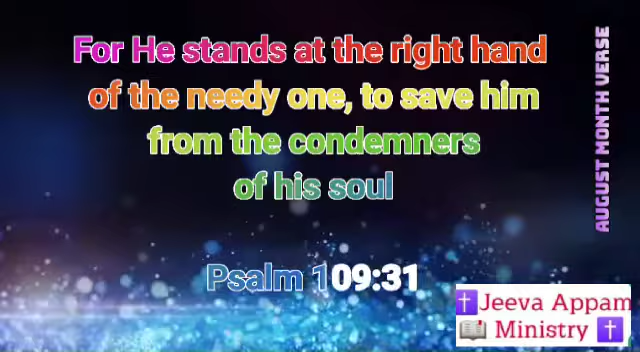 For He stands at the right hand
of the needy one, to save him
from the condemners
of his soul
Psalm 109:31
AUGUST MONTH VERSE
✝️Jeeva Appam
📖 Ministry ✝️